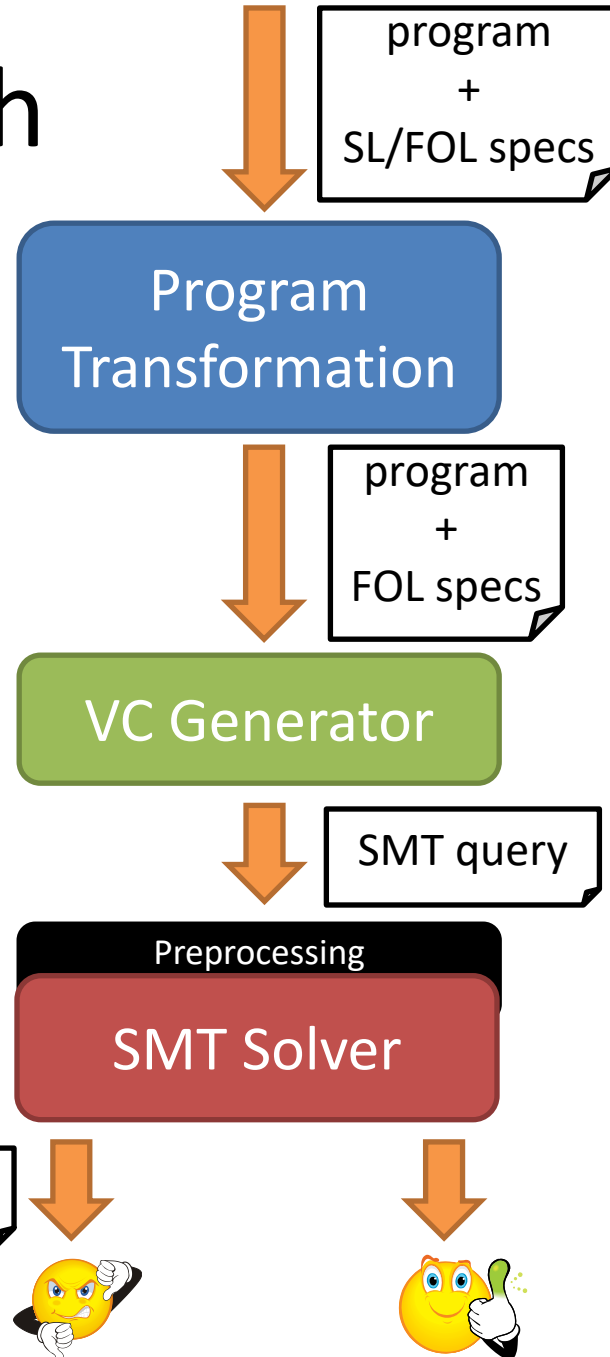 h
program
+
SL/FOL specs
Program
Transformation
program
+
FOL specs
VC Generator
SMT query
Preprocessing
SMT Solver